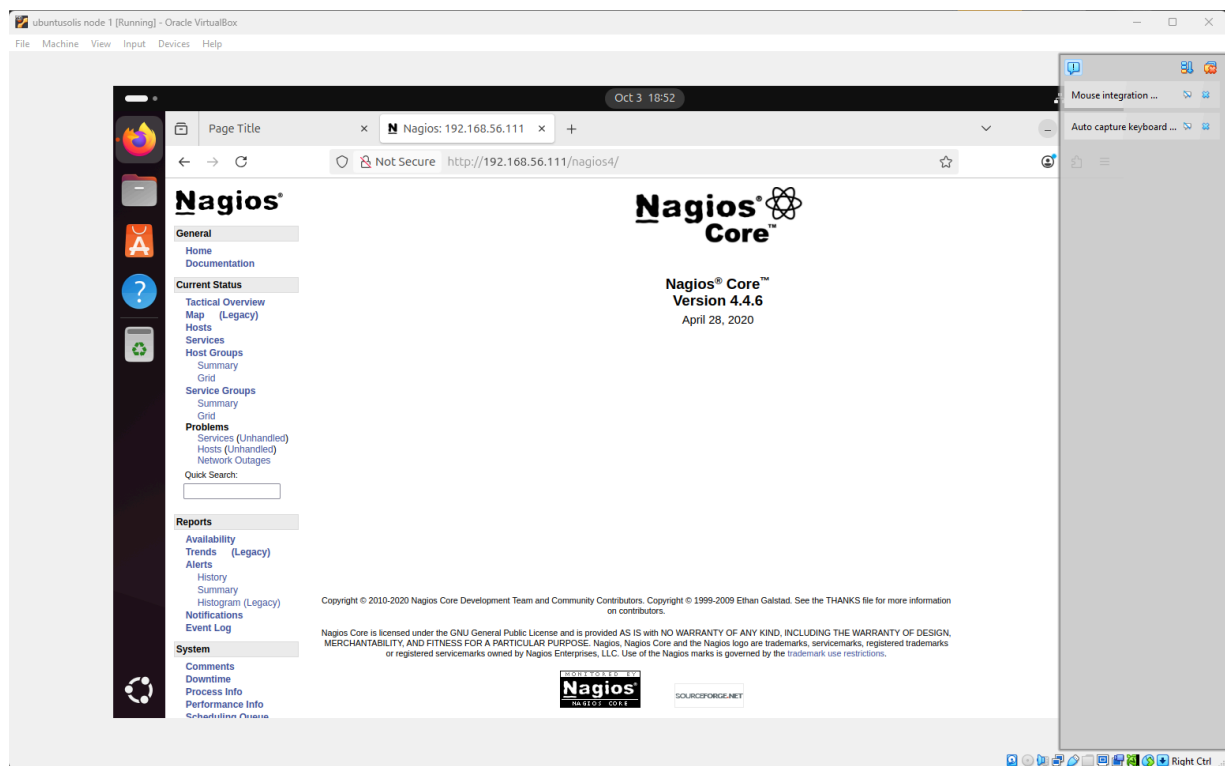 ubuntusolis node 1 [Running] - Oracle VirtualBox
File Machine View Input Devices Help
Mouse integration ...
Auto capture keyboard ...
Oct 3 18:52
Page Title
N Nagios: 192.168.56.111
Not Secure http://192.168.56.111/nagios4/
Nagios®
General
Home
Documentation
Current Status
Tactical Overview
Map (Legacy)
Hosts
Services
Host Groups
Summary
Grid
Service Groups
Summary
Grid
Problems
Services (Unhandled)
Hosts (Unhandled)
Network Outages
Quick Search:
Reports
Availability
Trends (Legacy)
Alerts
History
Summary
Histogram (Legacy)
Notifications
Event Log
System
Comments
Downtime
Process Info
Performance Info
Scheduling Queue
Nagios®
Core™
Nagios® Core™
Version 4.4.6
April 28, 2020
Copyright © 2010-2020 Nagios Core Development Team and Community Contributors. Copyright © 1999-2009 Ethan Galstad. See the THANKS file for more information
on contributors.
Nagios Core is licensed under the GNU General Public License and is provided AS IS with NO WARRANTY OF ANY KIND, INCLUDING THE WARRANTY OF DESIGN,
MERCHANTABILITY, AND FITNESS FOR A PARTICULAR PURPOSE. Nagios, Nagios Core and the Nagios logo are trademarks, servicemarks, registered trademarks
or registered servicemarks owned by Nagios Enterprises, LLC. Use of the Nagios marks is governed by the trademark use restrictions.
MONITORED BY
Nagios®
NAGIOS CORE
SOURCEFORGE.NET
Right Ctrl